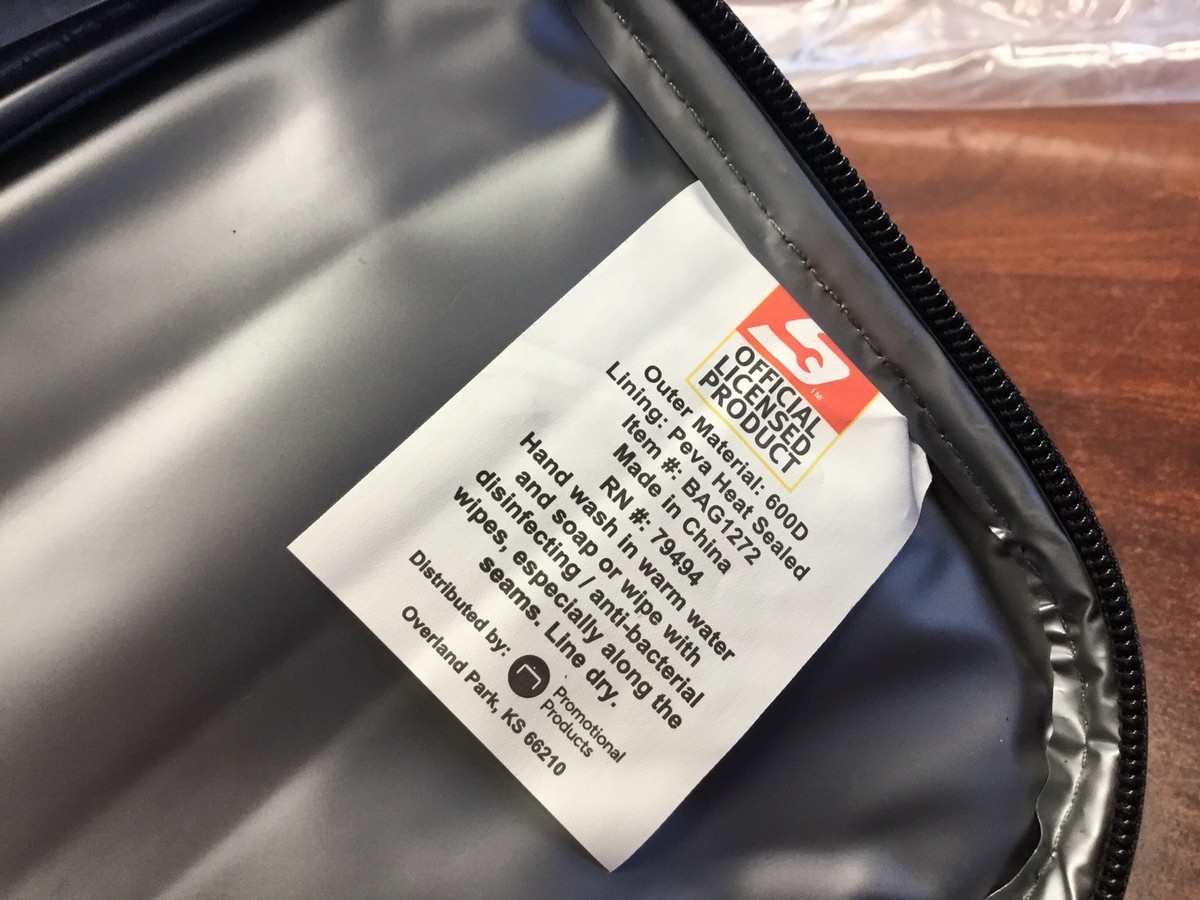 TM
OFFICIAL
LICENSED
PRODUCT
Outer Material: 600D
Lining: Peva Heat Sealed
Item #: BAG1272
Made in China
RN #: 79494
Hand wash in warm water
and soap or wipe with
disinfecting / anti-bacterial
wipes, especially along the
seams. Line dry.
Distributed by: Promotional
Products
Overland Park, KS 66210